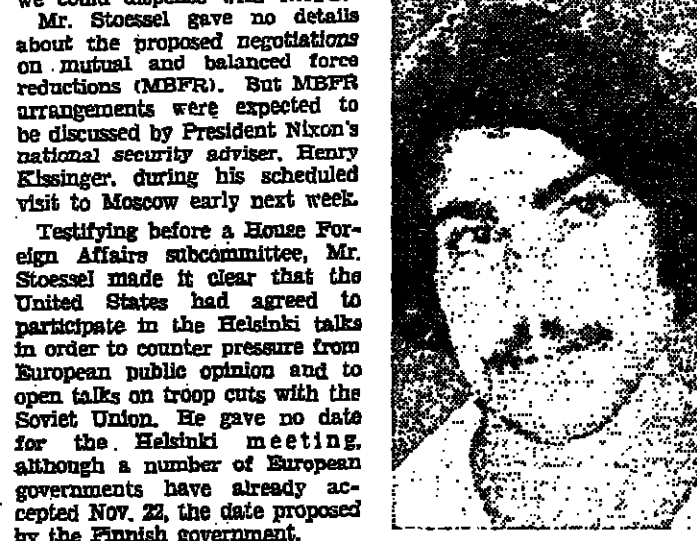 we could dispense with
Mr. Stoessel gave no details
about the proposed negotiations
on mutual and balanced force
reductions (MBFR). But MBFR
arrangements were expected to
be discussed by President Nixon's
national security adviser, Henry
Kissinger, during his scheduled
visit to Moscow early next week.
Testifying before a House For-
eign Affairs subcommittee, Mr.
Stoessel made it clear that the
United States had agreed to
participate in the Helsinki talks
in order to counter pressure from
European public opinion and to
open talks on troop cuts with the
Soviet Union. He gave no date
for the Helsinki meeting,
although a number of European
governments have already ac-
cepted Nov. 22, the date proposed
by the Finnish government.